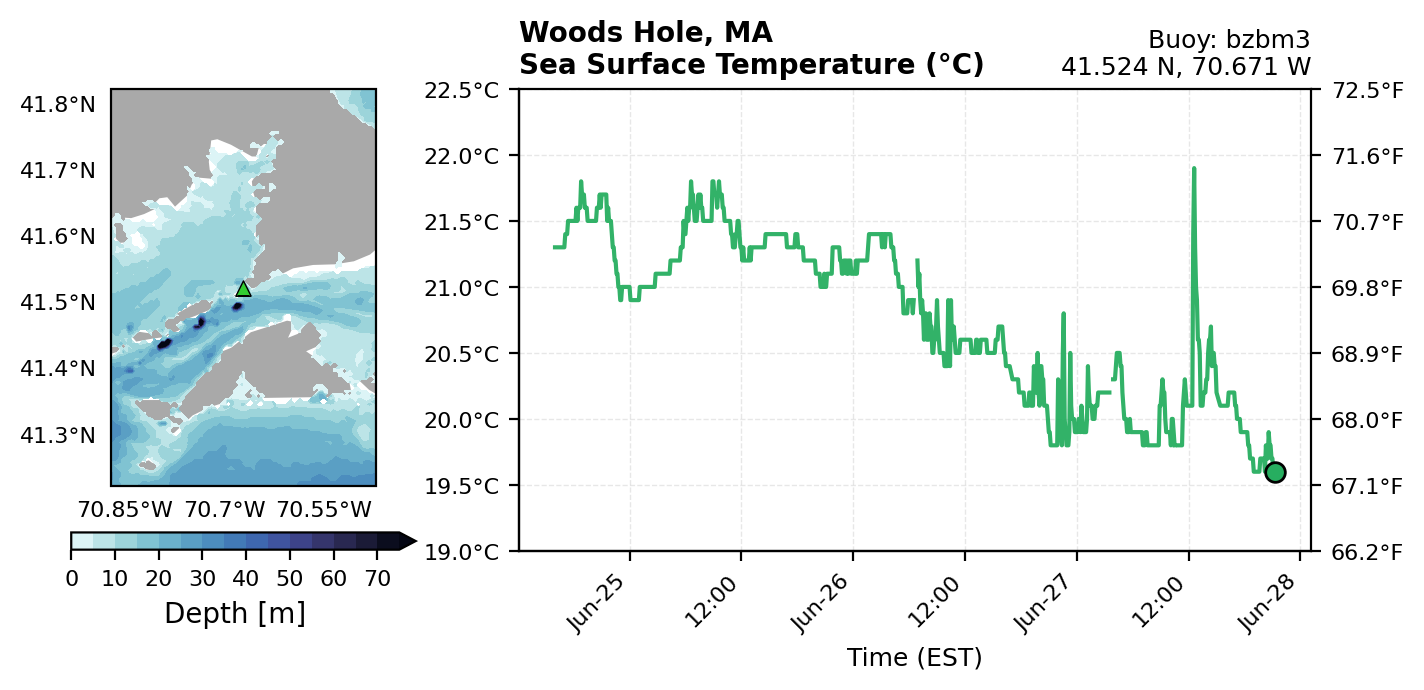 Woods Hole, MA
Sea Surface Temperature (°C)
Buoy: bzbm3
41.524 N, 70.671 W
41.8°N
41.7°N
41.6°N
41.5°N
41.4°N
41.3°N
70.85°W 70.7°W 70.55°W
0 10 20 30 40 50 60 70
Depth [m]
22.5°C
22.0°C
21.5°C
21.0°C
20.5°C
20.0°C
19.5°C
19.0°C
72.5°F
71.6°F
70.7°F
69.8°F
68.9°F
68.0°F
67.1°F
66.2°F
Jun-25 12:00 Jun-26 12:00 Jun-27 12:00 Jun-28
Time (EST)